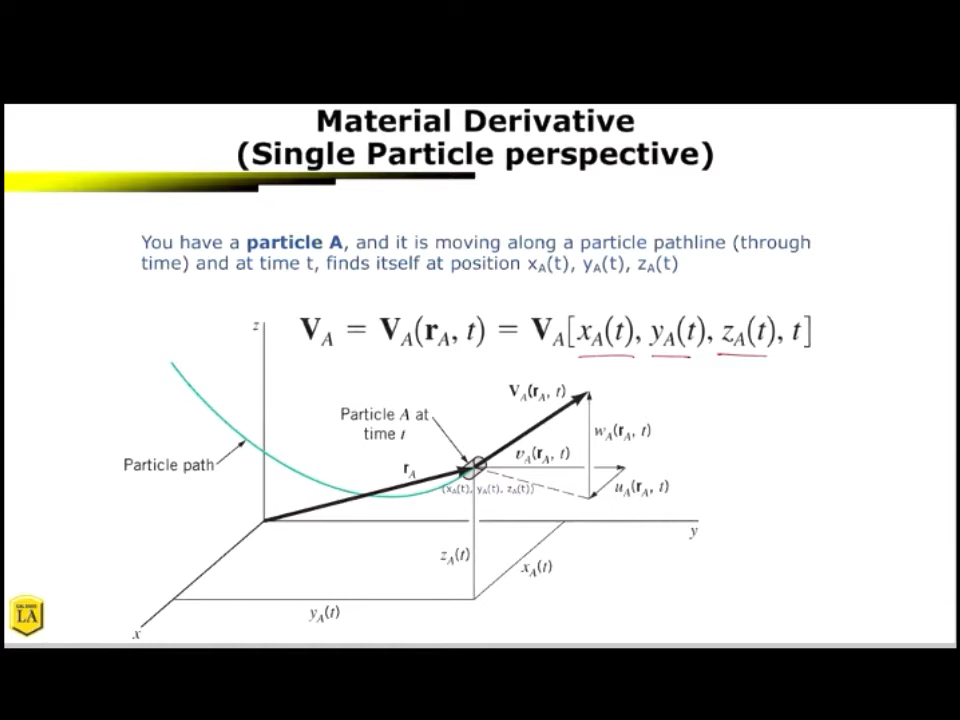 Material Derivative
(Single Particle perspective)
You have a particle A, and it is moving along a particle pathline (through
time) and at time t, finds itself at position x_A(t), y_A(t), z_A(t)
z
V_A = V_A(r_A, t) = V_A[x_A(t), y_A(t), z_A(t), t]
V_A(r_A, t)
Particle A at
time t
w_A(r_A, t)
v_A(r_A, t)
Particle path
r_A
(x_A(t), y_A(t), z_A(t))
u_A(r_A, t)
y
z_A(t)
x_A(t)
CAL STATE
LA
y_A(t)
x